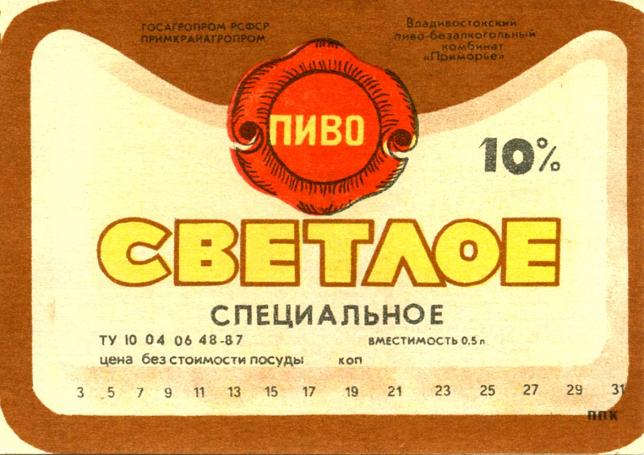 ГОСАГРОПРОМ РСФСР
ПРИМКРАЙАГРОПРОМ
Владивостокский
пиво-безалкогольный
комбинат
«Приморье»
ПИВО
10%
СВЕТЛОЕ
СПЕЦИАЛЬНОЕ
ТУ 10 04 06 48-87 ВМЕСТИМОСТЬ 0,5 л
цена без стоимости посуды коп
3 5 7 9 11 13 15 17 19 21 23 25 27 29 31
ППК